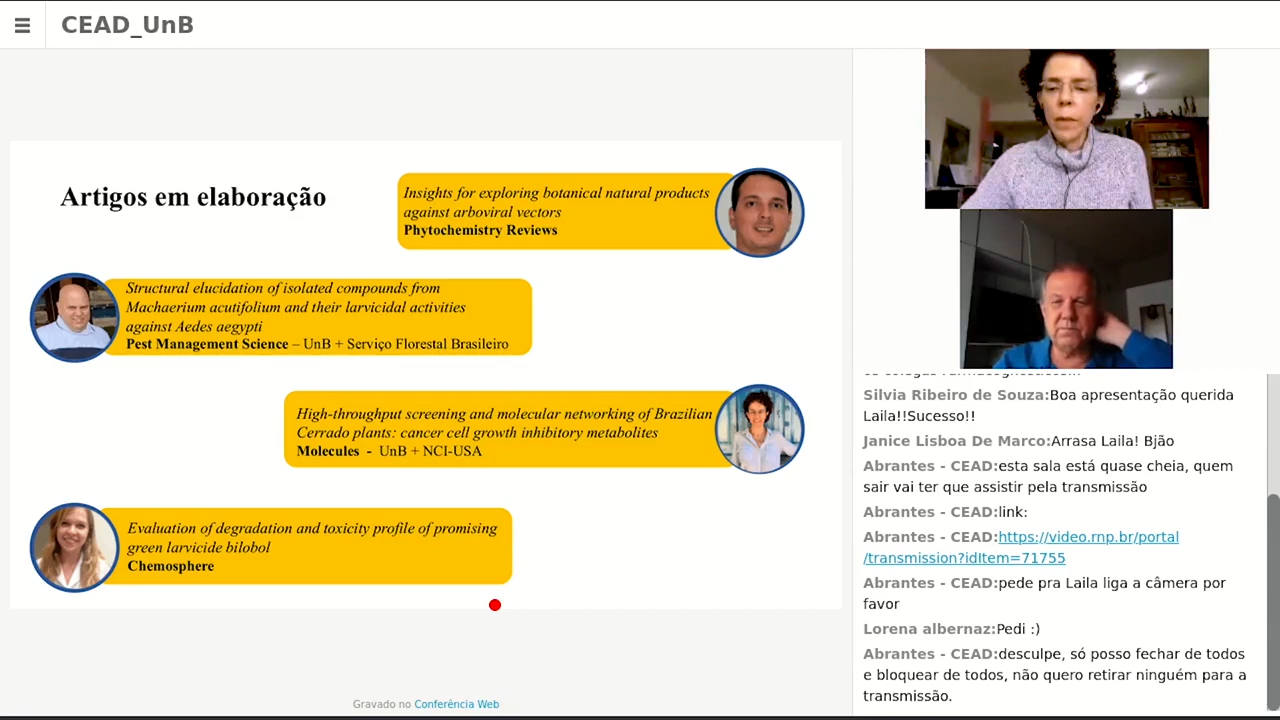 CEAD_UnB
Artigos em elaboração
Insights for exploring botanical natural products
against arboviral vectors
Phytochemistry Reviews
Structural elucidation of isolated compounds from
Machaerium acutifolium and their larvicidal activities
against Aedes aegypti
Pest Management Science – UnB + Serviço Florestal Brasileiro
High-throughput screening and molecular networking of Brazilian
Cerrado plants: cancer cell growth inhibitory metabolites
Molecules - UnB + NCI-USA
Evaluation of degradation and toxicity profile of promising
green larvicide bilobol
Chemosphere
Gravado no Conferência Web
Silvia Ribeiro de Souza:Boa apresentação querida
Laila!!Sucesso!!
Janice Lisboa De Marco:Arrasa Laila! Bjão
Abrantes - CEAD:esta sala está quase cheia, quem
sair vai ter que assistir pela transmissão
Abrantes - CEAD:link:
Abrantes - CEAD:https://video.rnp.br/portal
/transmission?idItem=71755
Abrantes - CEAD:pede pra Laila liga a câmera por
favor
Lorena albernaz:Pedi :)
Abrantes - CEAD:desculpe, só posso fechar de todos
e bloquear de todos, não quero retirar ninguém para a
transmissão.